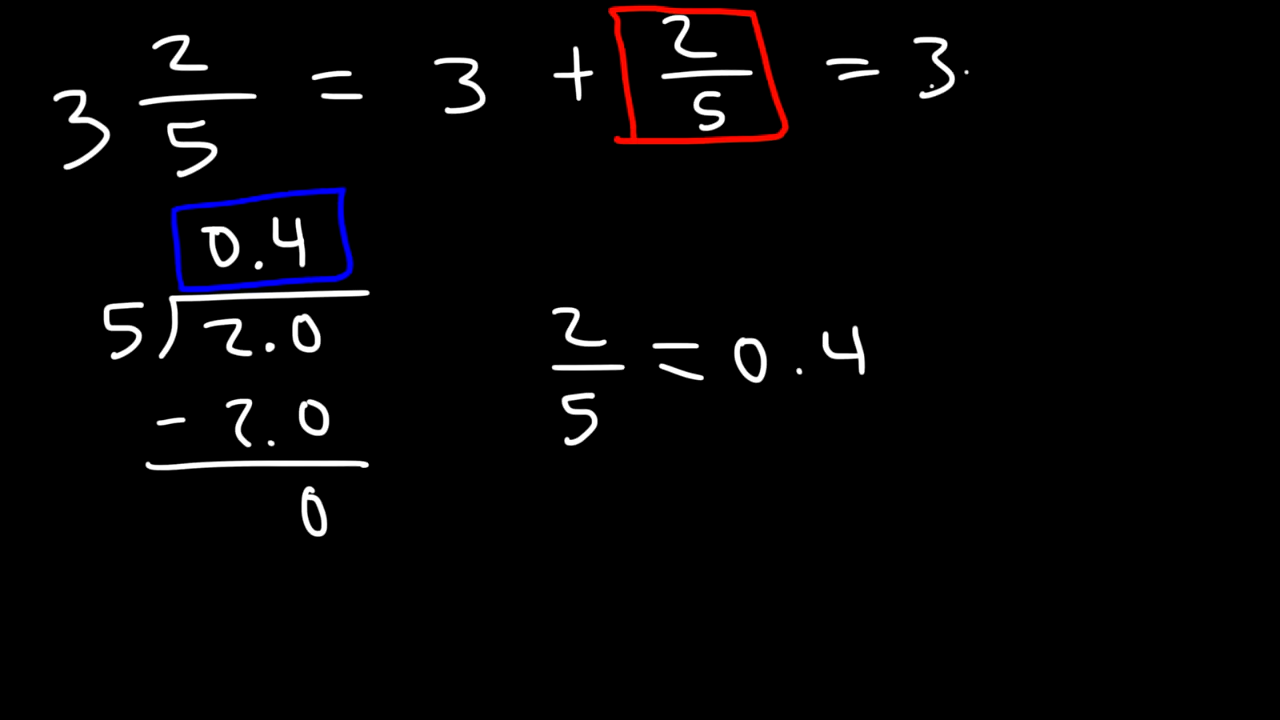 3 2/5 = 3 + 2/5 = 3.
0.4
5)2.0
- 2.0
0
2/5 = 0.4